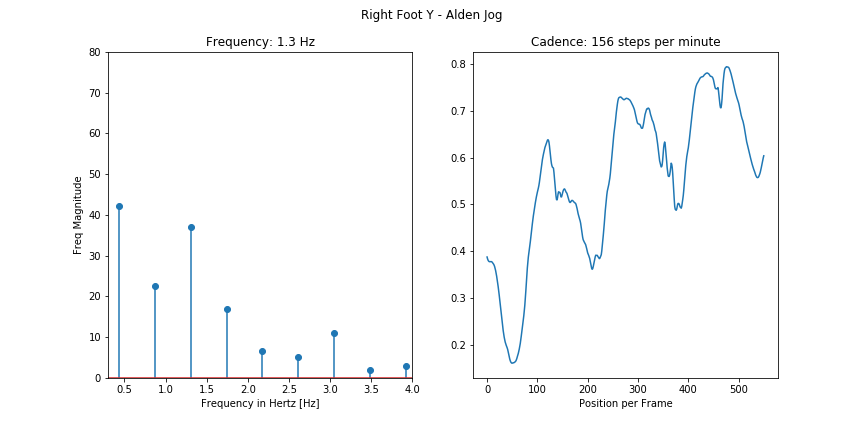 Right Foot Y - Alden Jog
Frequency: 1.3 Hz
80
70
60
50
40
30
20
10
0
Freq Magnitude
0.5 1.0 1.5 2.0 2.5 3.0 3.5 4.0
Frequency in Hertz [Hz]
Cadence: 156 steps per minute
0.8
0.7
0.6
0.5
0.4
0.3
0.2
0 100 200 300 400 500
Position per Frame